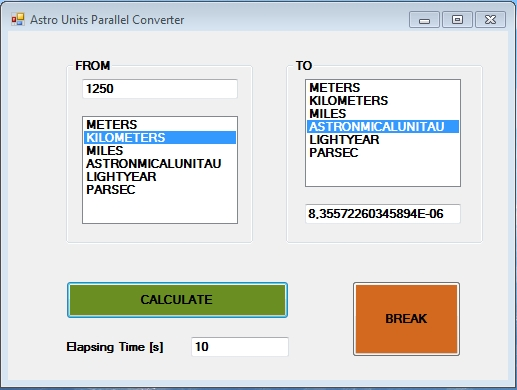 Astro Units Parallel Converter
FROM
1250
METERS
KILOMETERS
MILES
ASTRONMICALUNITAU
LIGHTYEAR
PARSEC
TO
METERS
KILOMETERS
MILES
ASTRONMICALUNITAU
LIGHTYEAR
PARSEC
8,35572260345894E-06
CALCULATE
BREAK
Elapsing Time [s]
10